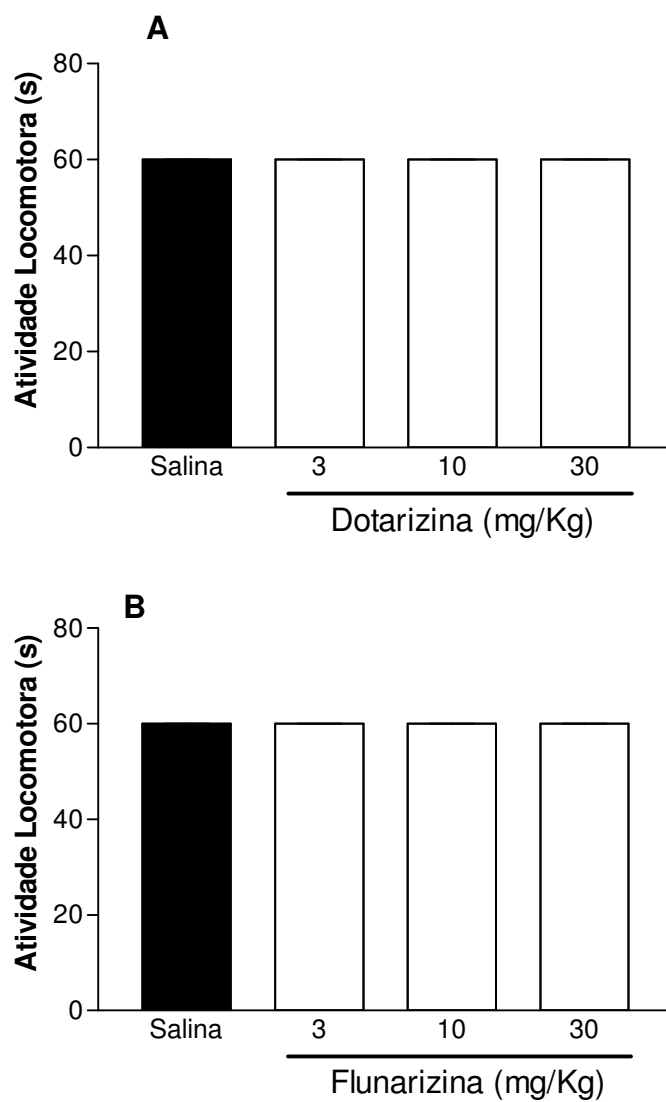 A
Atividade Locomotora (s)
80
60
40
20
0
Salina 3 10 30
Dotarizina (mg/Kg)
B
Atividade Locomotora (s)
80
60
40
20
0
Salina 3 10 30
Flunarizina (mg/Kg)